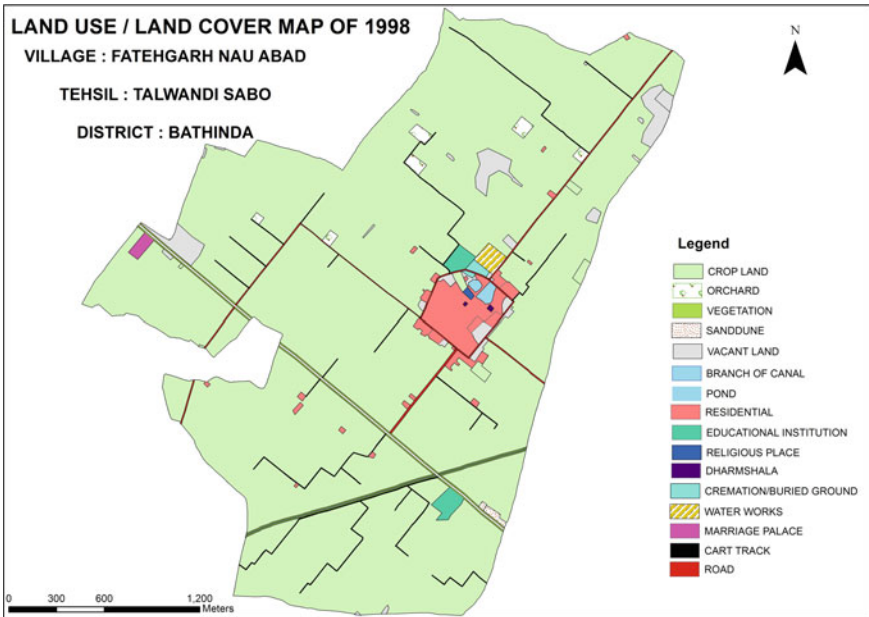 LAND USE / LAND COVER MAP OF 1998
VILLAGE : FATEHGARH NAU ABAD
TEHSIL : TALWANDI SABO
DISTRICT : BATHINDA
N
Legend
CROP LAND
ORCHARD
VEGETATION
SANDDUNE
VACANT LAND
BRANCH OF CANAL
POND
RESIDENTIAL
EDUCATIONAL INSTITUTION
RELIGIOUS PLACE
DHARMSHALA
CREMATION/BURIED GROUND
WATER WORKS
MARRIAGE PALACE
CART TRACK
ROAD
0 300 600 1,200
Meters